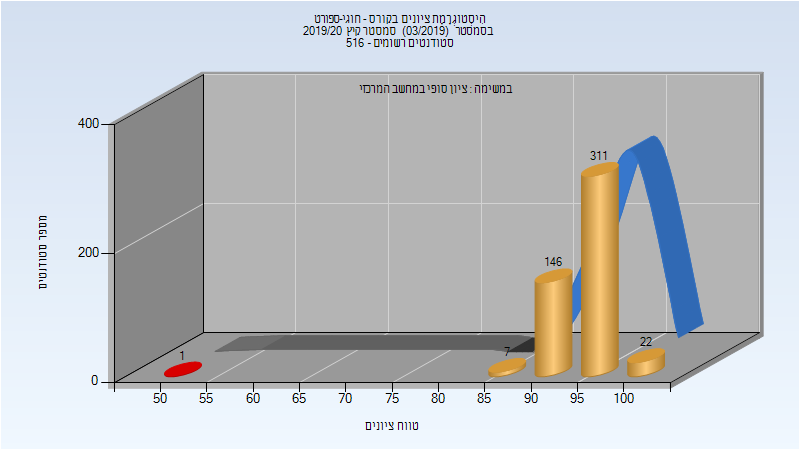 היסטוגרמת ציונים בקורס - חוגי-ספורט
בסמסטר (03/2019) סמסטר קיץ 2019/20
סטודנטים רשומים - 516
במשימה : ציון סופי במחשב המרכזי
מספר סטודנטים
400
200
0
1
7
146
311
22
50 55 60 65 70 75 80 85 90 95 100
טווח ציונים